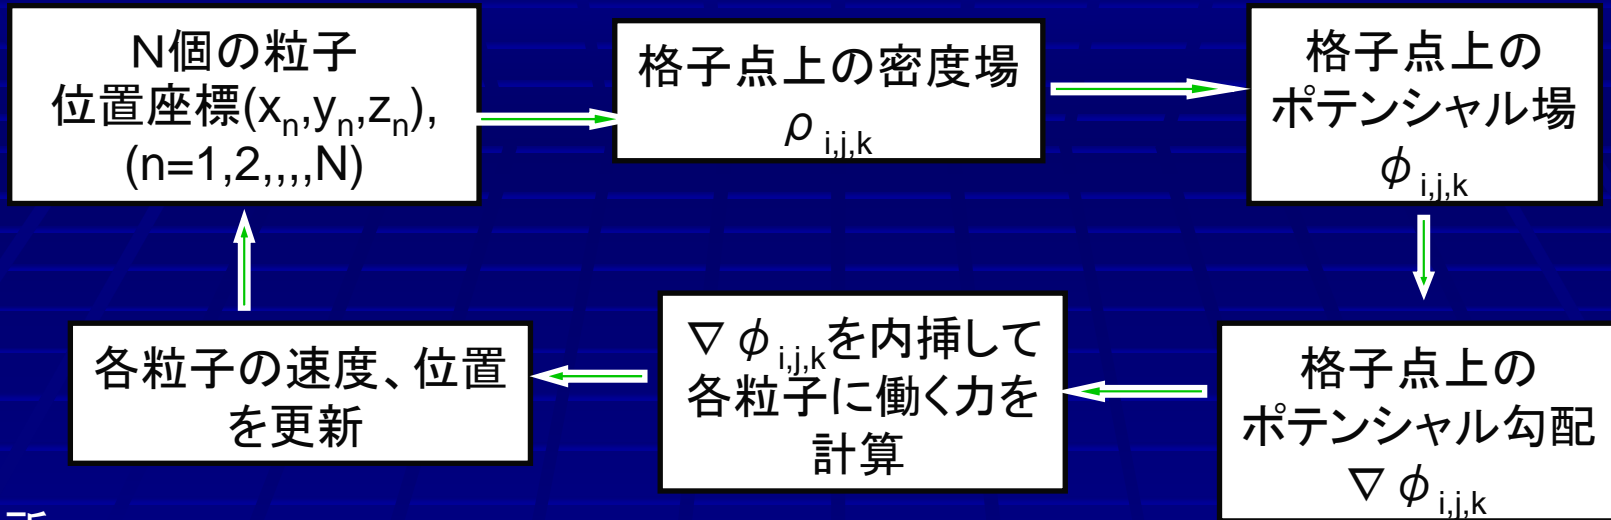 N個の粒子
位置座標(xn,yn,zn),
(n=1,2,,,,N)
格子点上の密度場
ρ i,j,k
格子点上の
ポテンシャル場
φ i,j,k
格子点上の
ポテンシャル勾配
▽ φ i,j,k
▽ φ i,j,kを内挿して
各粒子に働く力を
計算
各粒子の速度、位置
を更新